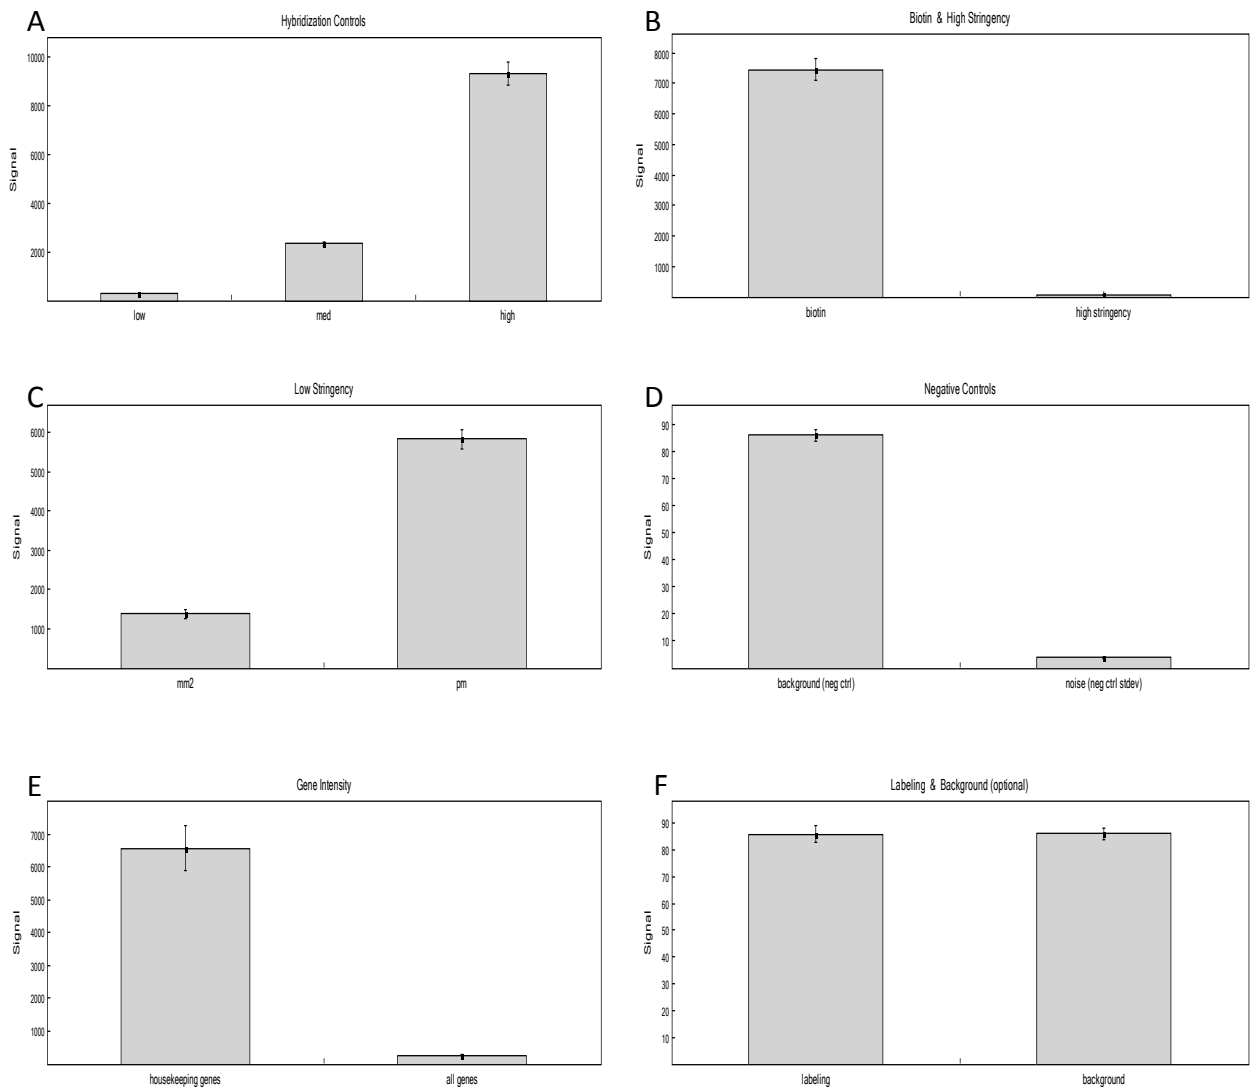 A
Hybridization Controls
10000
8000
6000
4000
2000
Signal
low med high
B
Biotin & High Stringency
8000
7000
6000
5000
4000
3000
2000
1000
Signal
biotin high stringency
C
Low Stringency
6000
5000
4000
3000
2000
1000
Signal
mm2 pm
D
Negative Controls
90
80
70
60
50
40
30
20
10
Signal
background (neg ctrl) noise (neg ctrl stdev)
E
Gene Intensity
7000
6000
5000
4000
3000
2000
1000
Signal
housekeeping genes all genes
F
Labeling & Background (optional)
90
80
70
60
50
40
30
20
10
Signal
labeling background